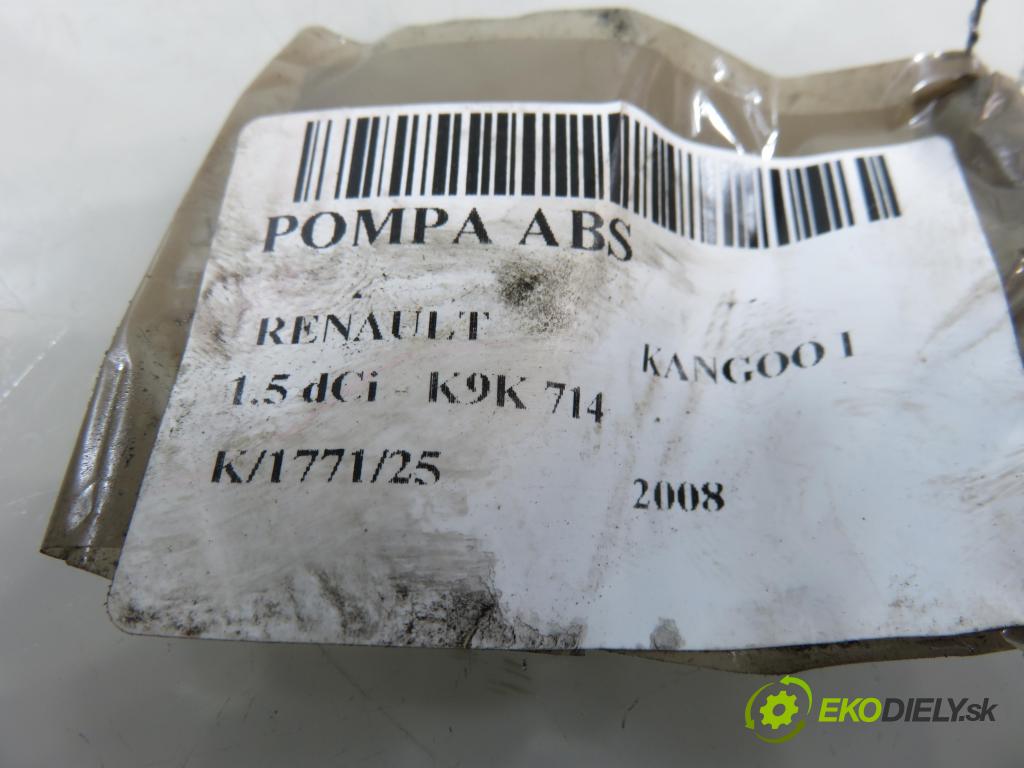 POMPA ABS
RENAULT KANGOO I
1.5 dCi - K9K 714
K/1771/25 2008
EKODIELY.sk